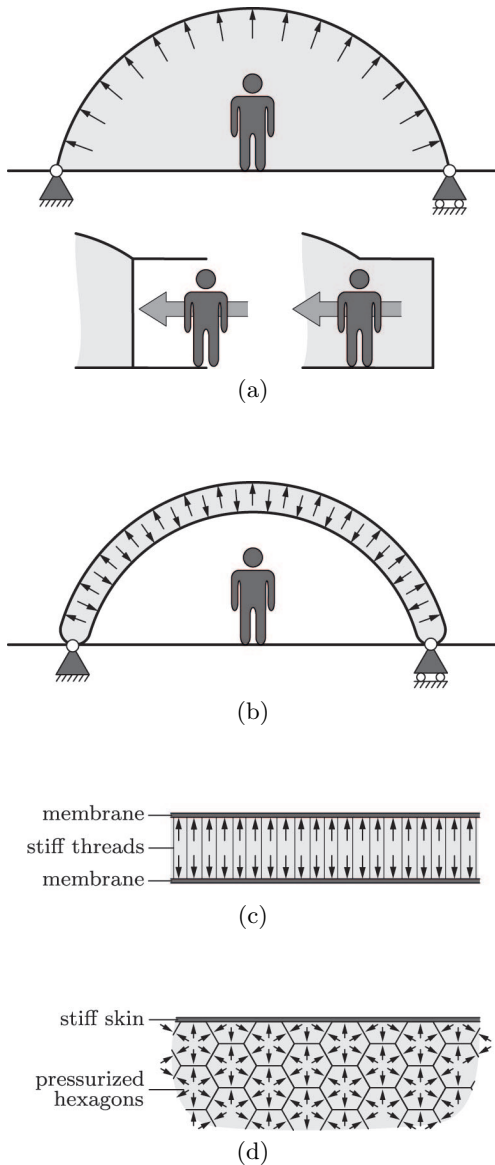 (a)
(b)
membrane
stiff threads
membrane
(c)
stiff skin
pressurized
hexagons
(d)